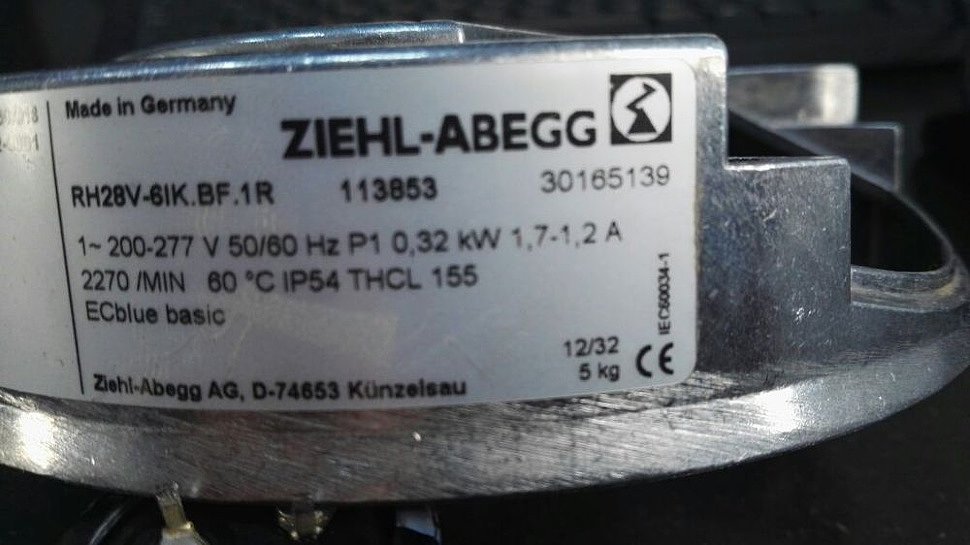 Made in Germany
ZIEHL-ABEGG
RH28V-6IK.BF.1R 113853 30165139
1~ 200-277 V 50/60 Hz P1 0,32 kW 1,7-1,2 A
2270 /MIN 60 °C IP54 THCL 155
ECblue basic
IEC60034-1
12/32
5 kg CE
Ziehl-Abegg AG, D-74653 Künzelsau